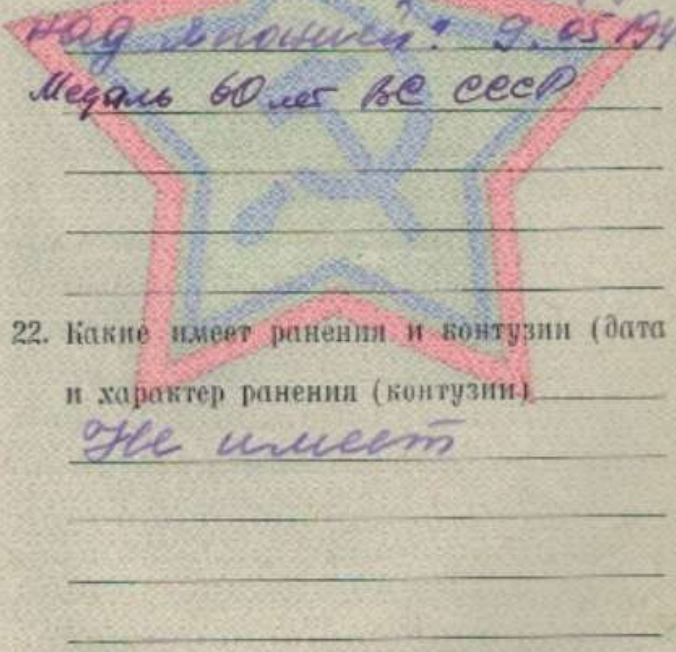 над Японией". 9.05.194
Медаль 60 лет ВС СССР
22. Какие имеет ранения и контузии (дата
и характер ранения (контузии)
Не имеет